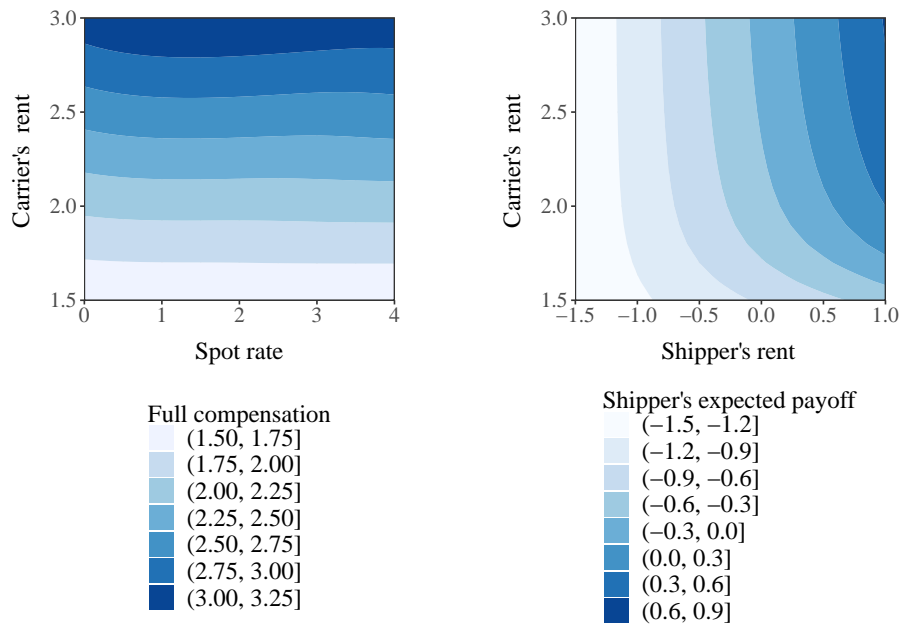 3.0
2.5
2.0
1.5
Carrier's rent
0 1 2 3 4
Spot rate
Full compensation
(1.50, 1.75]
(1.75, 2.00]
(2.00, 2.25]
(2.25, 2.50]
(2.50, 2.75]
(2.75, 3.00]
(3.00, 3.25]
3.0
2.5
2.0
1.5
Carrier's rent
−1.5 −1.0 −0.5 0.0 0.5 1.0
Shipper's rent
Shipper's expected payoff
(−1.5, −1.2]
(−1.2, −0.9]
(−0.9, −0.6]
(−0.6, −0.3]
(−0.3, 0.0]
(0.0, 0.3]
(0.3, 0.6]
(0.6, 0.9]